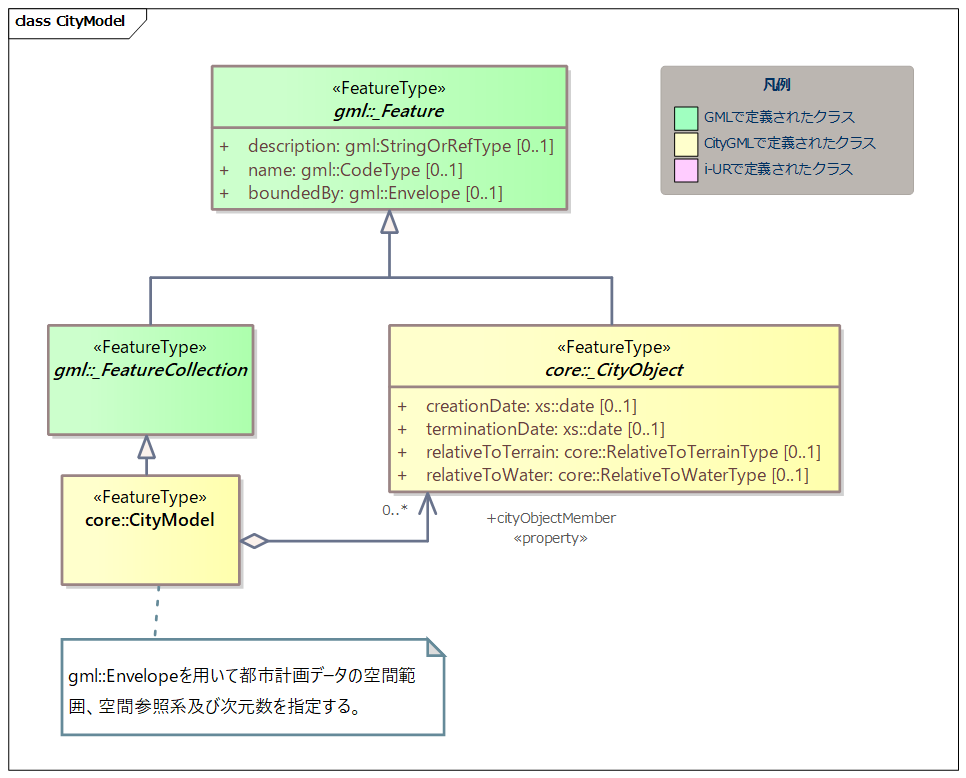 class CityModel
«FeatureType»
gml::_Feature
+ description: gml:StringOrRefType [0..1]
+ name: gml::CodeType [0..1]
+ boundedBy: gml::Envelope [0..1]
凡例
GMLで定義されたクラス
CityGMLで定義されたクラス
i-URで定義されたクラス
«FeatureType»
gml::_FeatureCollection
«FeatureType»
core::_CityObject
+ creationDate: xs::date [0..1]
+ terminationDate: xs::date [0..1]
+ relativeToTerrain: core::RelativeToTerrainType [0..1]
+ relativeToWater: core::RelativeToWaterType [0..1]
«FeatureType»
core::CityModel
0..*
+cityObjectMember
«property»
gml::Envelopeを用いて都市計画データの空間範
囲、空間参照系及び次元数を指定する。